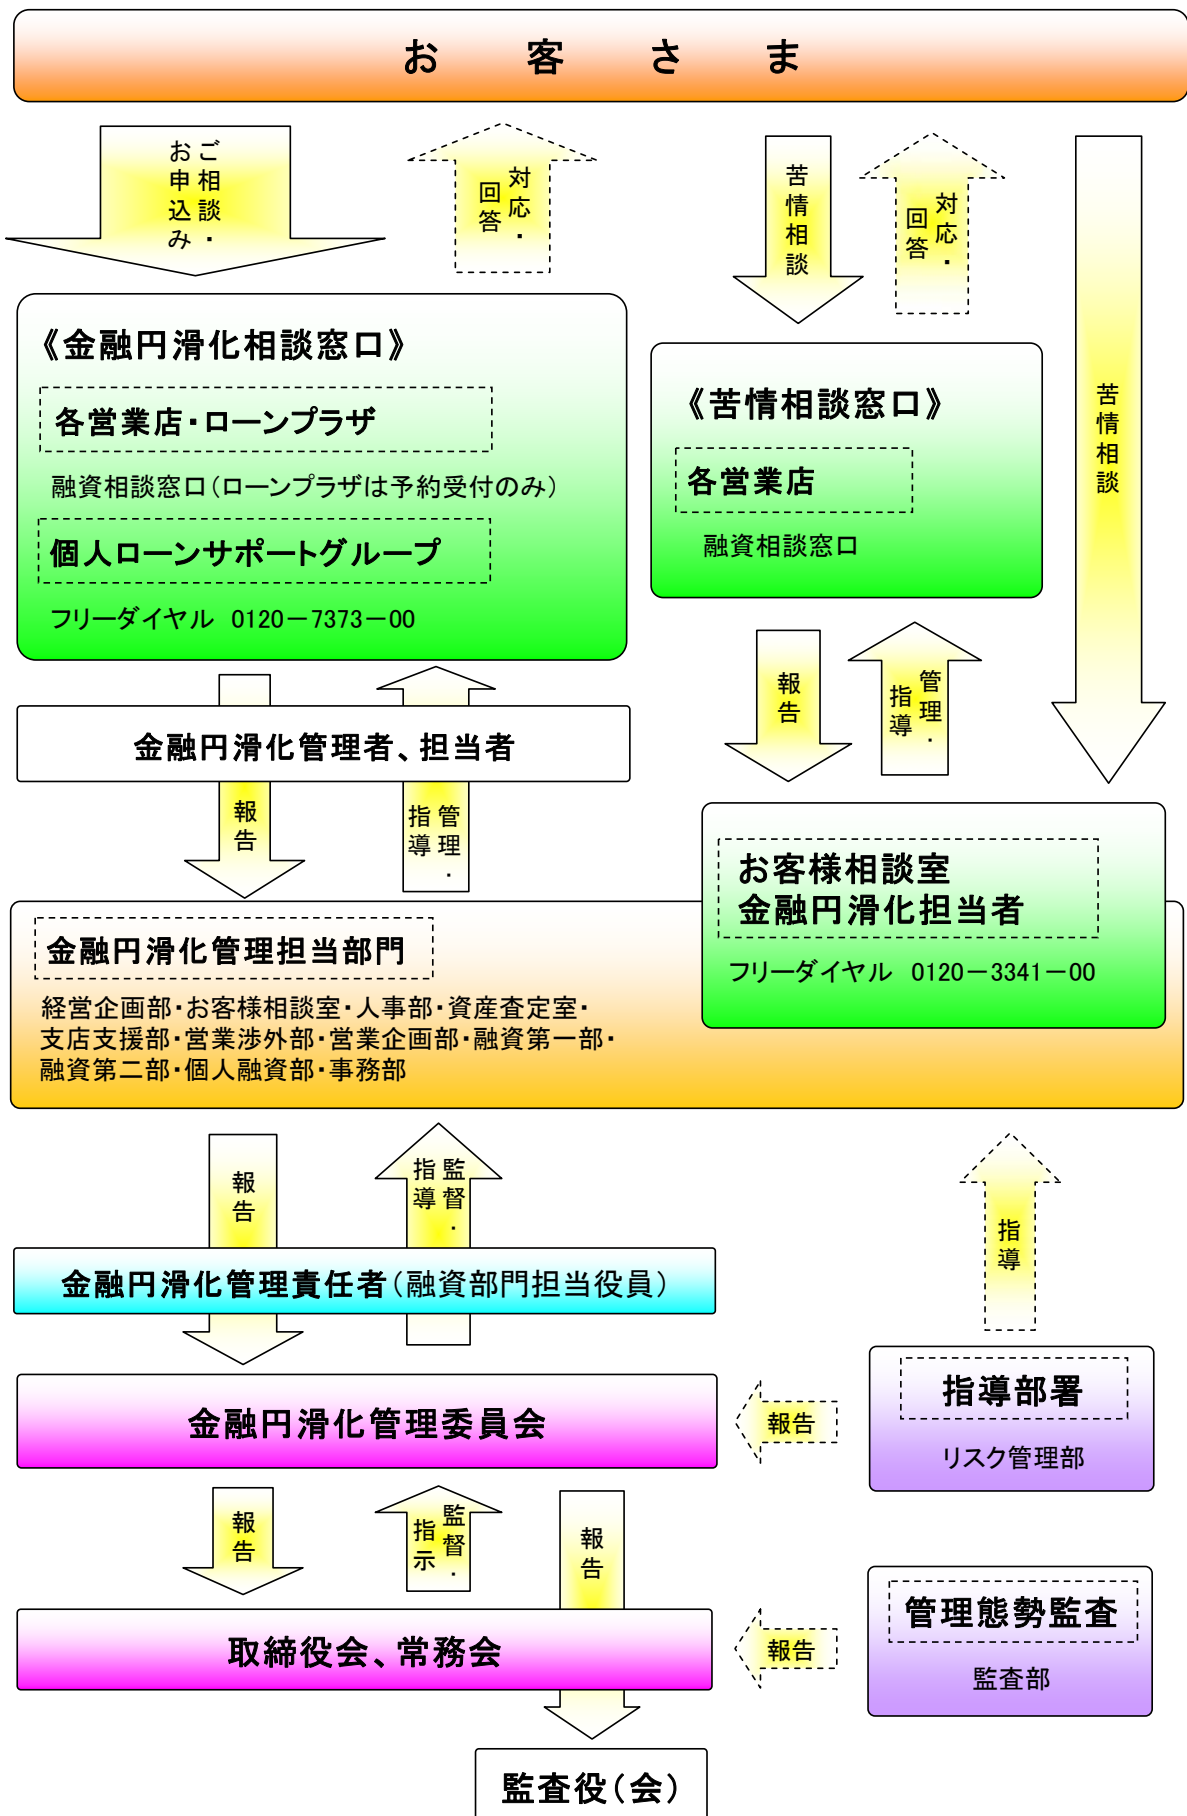 お客さま
ご相談・
お申込み
対応・
回答
苦情相談
対応・
回答
苦情相談
《金融円滑化相談窓口》
各営業店・ローンプラザ
融資相談窓口(ローンプラザは予約受付のみ)
個人ローンサポートグループ
フリーダイヤル 0120-7373-00
《苦情相談窓口》
各営業店
融資相談窓口
報告
管理・
指導
金融円滑化管理者、担当者
報告
管理・
指導
お客様相談室
金融円滑化担当者
フリーダイヤル 0120-3341-00
金融円滑化管理担当部門
経営企画部・お客様相談室・人事部・資産査定室・
支店支援部・営業渉外部・営業企画部・融資第一部・
融資第二部・個人融資部・事務部
報告
監督・
指導
指導
金融円滑化管理責任者(融資部門担当役員)
指導部署
リスク管理部
報告
金融円滑化管理委員会
報告
監督・
指示
報告
管理態勢監査
監査部
報告
取締役会、常務会
監査役(会)